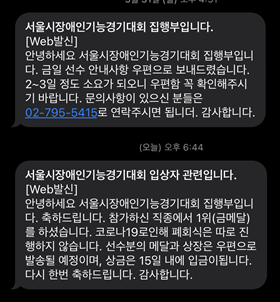 서울시장애인기능경기대회 집행부입니다.
[Web발신]
안녕하세요 서울시장애인기능경기대회 집행부입니
다. 금일 선수 안내사항 우편으로 보내드렸습니다.
2~3일 정도 소요가 되오니 우편함 꼭 확인해주시
기 바랍니다. 문의사항이 있으신 분들은
02-795-5415로 연락주시면 됩니더. 감사합니다.
(오늘) 오후 6:44
서울시장애인기능경기대회 입상자 관련입니다.
[Web발신]
안녕하세요 서울시장애인기능경기대회 집행부입니
다. 축하드립니다. 참가하신 직종에서 1위(금메달)
를 하셨습니다. 코로나19로인해 폐회식은 따로 진
행하지 않습니다. 선수분의 메달과 상장은 우편으로
발송될 예정이며, 상금은 15일 내에 입금이됩니다.
다시 한번 축하드립니다. 감사합니다.